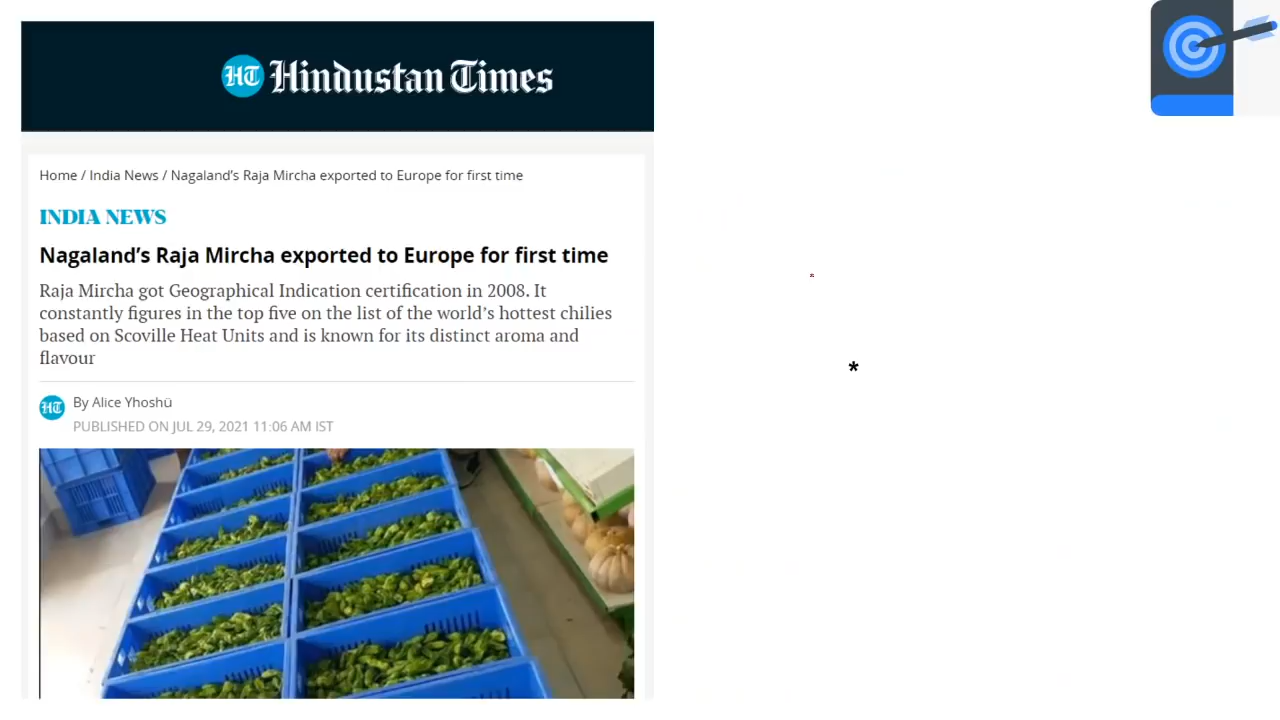 HT Hindustan Times
Home / India News / Nagaland’s Raja Mircha exported to Europe for first time
INDIA NEWS
Nagaland’s Raja Mircha exported to Europe for first time
Raja Mircha got Geographical Indication certification in 2008. It
constantly figures in the top five on the list of the world’s hottest chilies
based on Scoville Heat Units and is known for its distinct aroma and
flavour
HT By Alice Yhoshü
PUBLISHED ON JUL 29, 2021 11:06 AM IST
*